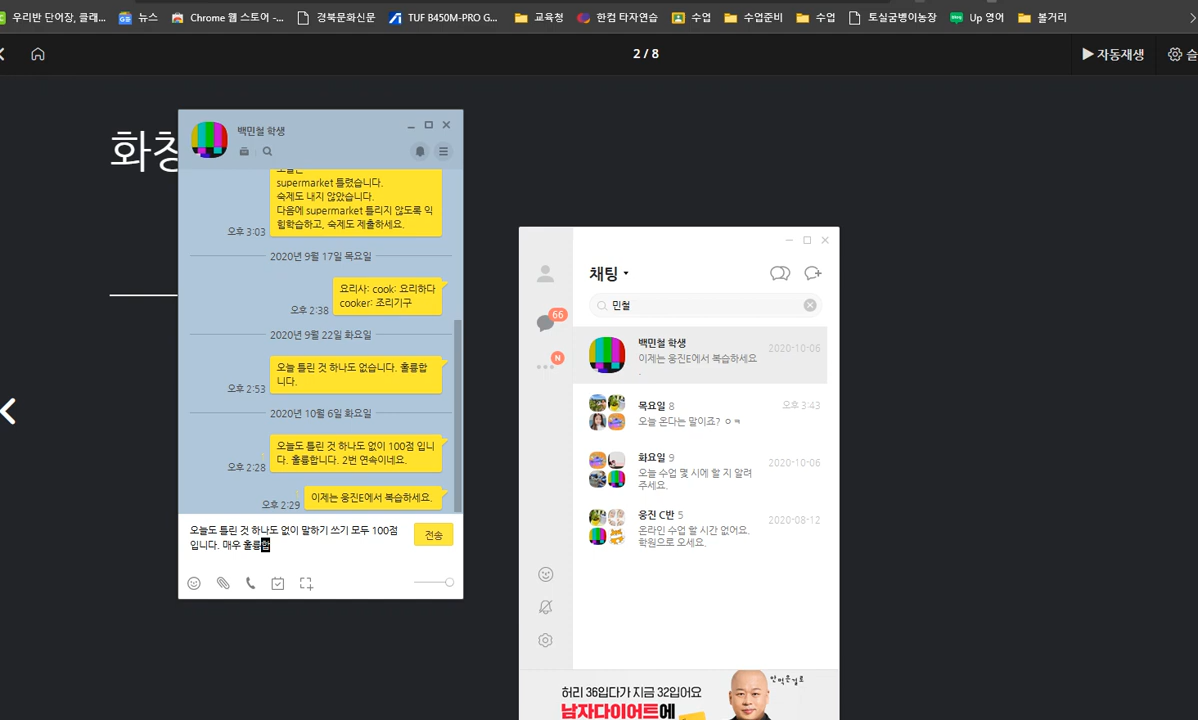 우리반 단어장, 클래...
뉴스
Chrome 웹 스토어 -...
경북문화신문
TUF B450M-PRO G...
교육청
한컴 타자연습
수업
수업준비
수업
토실굼벵이농장
Up 영어
볼거리
2 / 8
자동재생
슬
화창
백민철 학생
supermarket 틀렸습니다.
숙제도 내지 않았습니다.
다음에 supermarket 틀리지 않도록 익
힘학습하고, 숙제도 제출하세요.
오후 3:03
2020년 9월 17일 목요일
요리사: cook: 요리하다
cooker: 조리기구
오후 2:38
2020년 9월 22일 화요일
오늘 틀린 것 하나도 없습니다. 훌륭합
니다.
오후 2:53
2020년 10월 6일 화요일
오늘도 틀린 것 하나도 없이 100점 입니
다. 훌륭합니다. 2번 연속이네요.
오후 2:28
이제는 웅진E에서 복습하세요.
오후 2:29
오늘도 틀린 것 하나도 없이 말하기 쓰기 모두 100점
입니다. 매우 훌륭합
전송
채팅
66
N
민철
백민철 학생
2020-10-06
이제는 웅진E에서 복습하세요
.
목요일 8
오후 3:43
오늘 온다는 말이죠? ㅇㅋ
화요일 9
2020-10-06
오늘 수업 몇 시에 할 지 알려
주세요.
웅진 C반 5
2020-08-12
온라인 수업 할 시간 없어요.
학원으로 오세요.
허리 36입다가 지금 32입어요
남자다이어트에